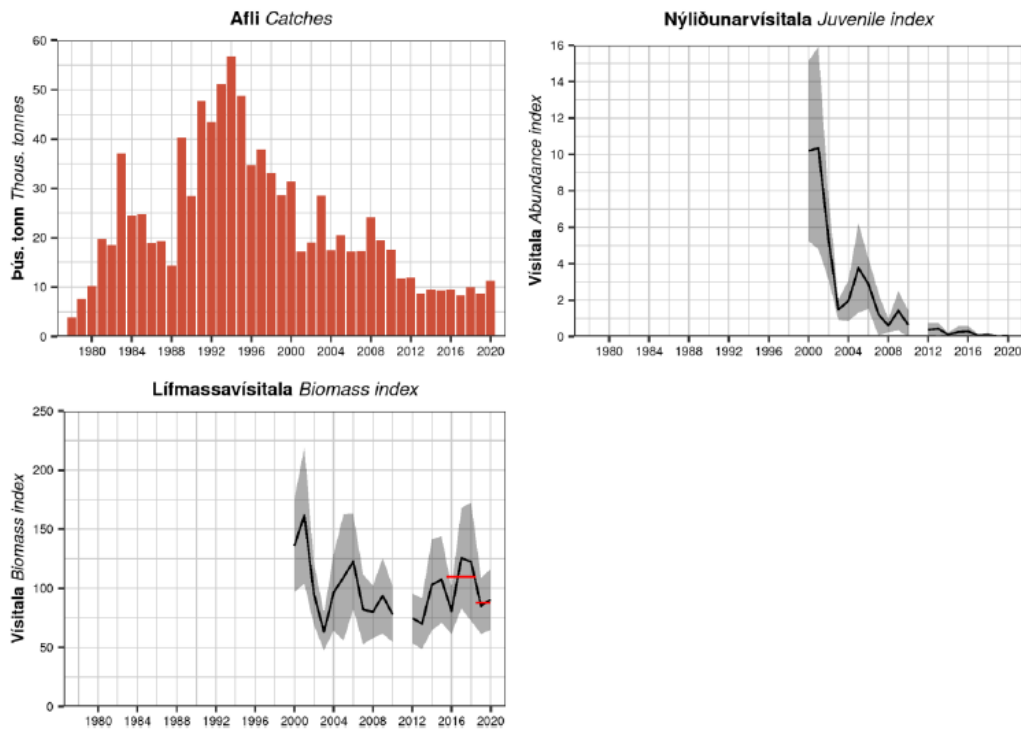 Afli Catches
Þús. tonn Thous. tonnes
60
50
40
30
20
10
0
1980 1984 1988 1992 1996 2000 2004 2008 2012 2016 2020
Nýliðunarvísitala Juvenile index
Vísitala Abundance index
16
14
12
10
8
6
4
2
0
1980 1984 1988 1992 1996 2000 2004 2008 2012 2016 2020
Lífmassavísitala Biomass index
Vísitala Biomass index
250
200
150
100
50
0
1980 1984 1988 1992 1996 2000 2004 2008 2012 2016 2020